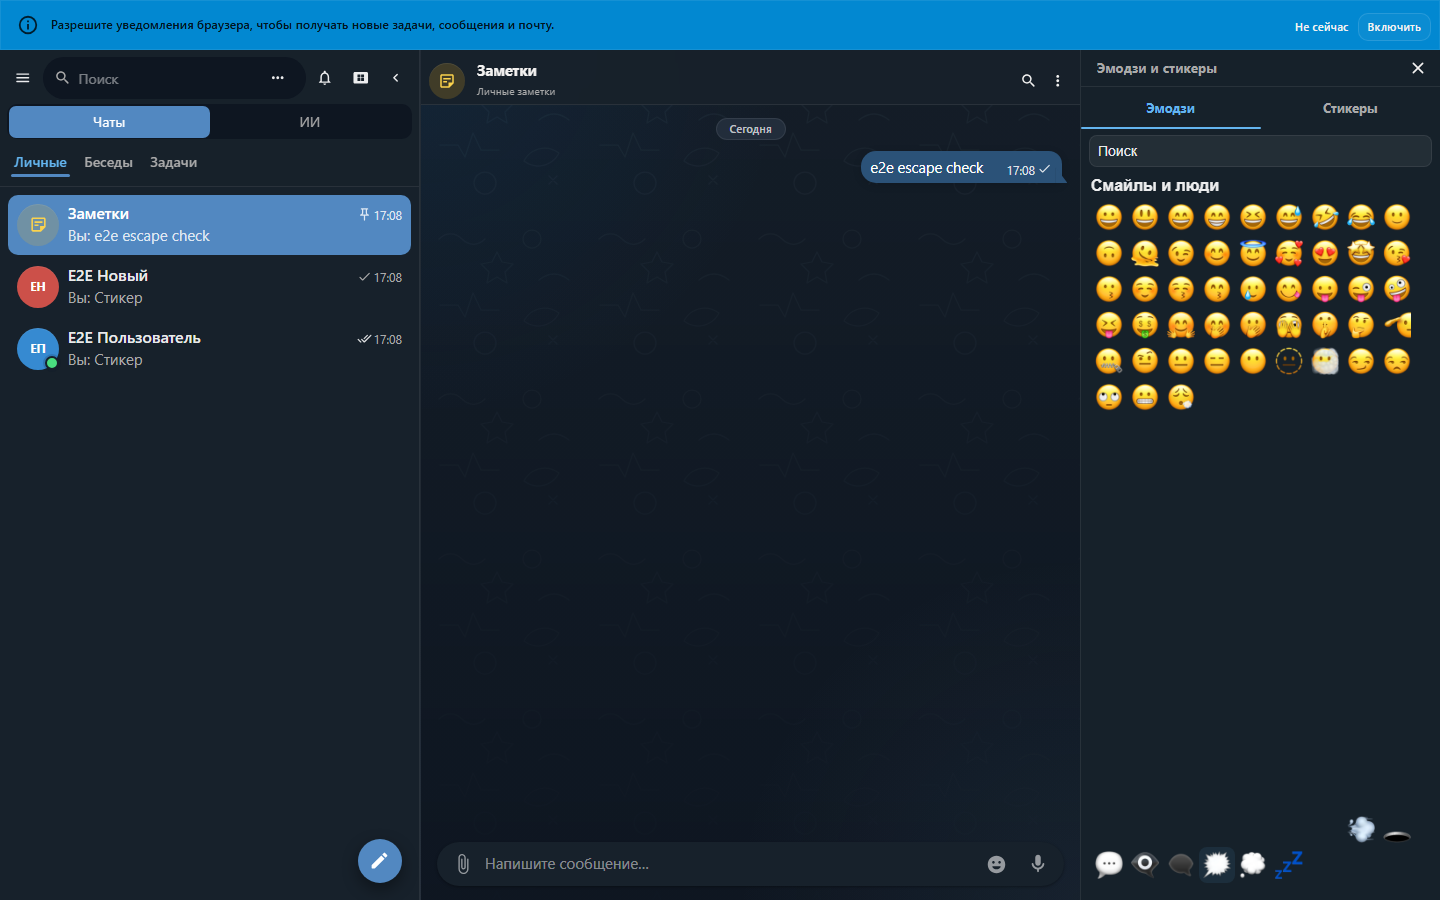 Разрешите уведомления браузера, чтобы получать новые задачи, сообщения и почту.
Не сейчас
Включить
Поиск
Чаты
ИИ
Личные
Беседы
Задачи
Заметки
17:08
Вы: e2e escape check
ЕН
E2E Новый
17:08
Вы: Стикер
ЕП
E2E Пользователь
17:08
Вы: Стикер
Заметки
Личные заметки
Сегодня
e2e escape check
17:08
Напишите сообщение...
Эмодзи и стикеры
Эмодзи
Стикеры
Поиск
Смайлы и люди